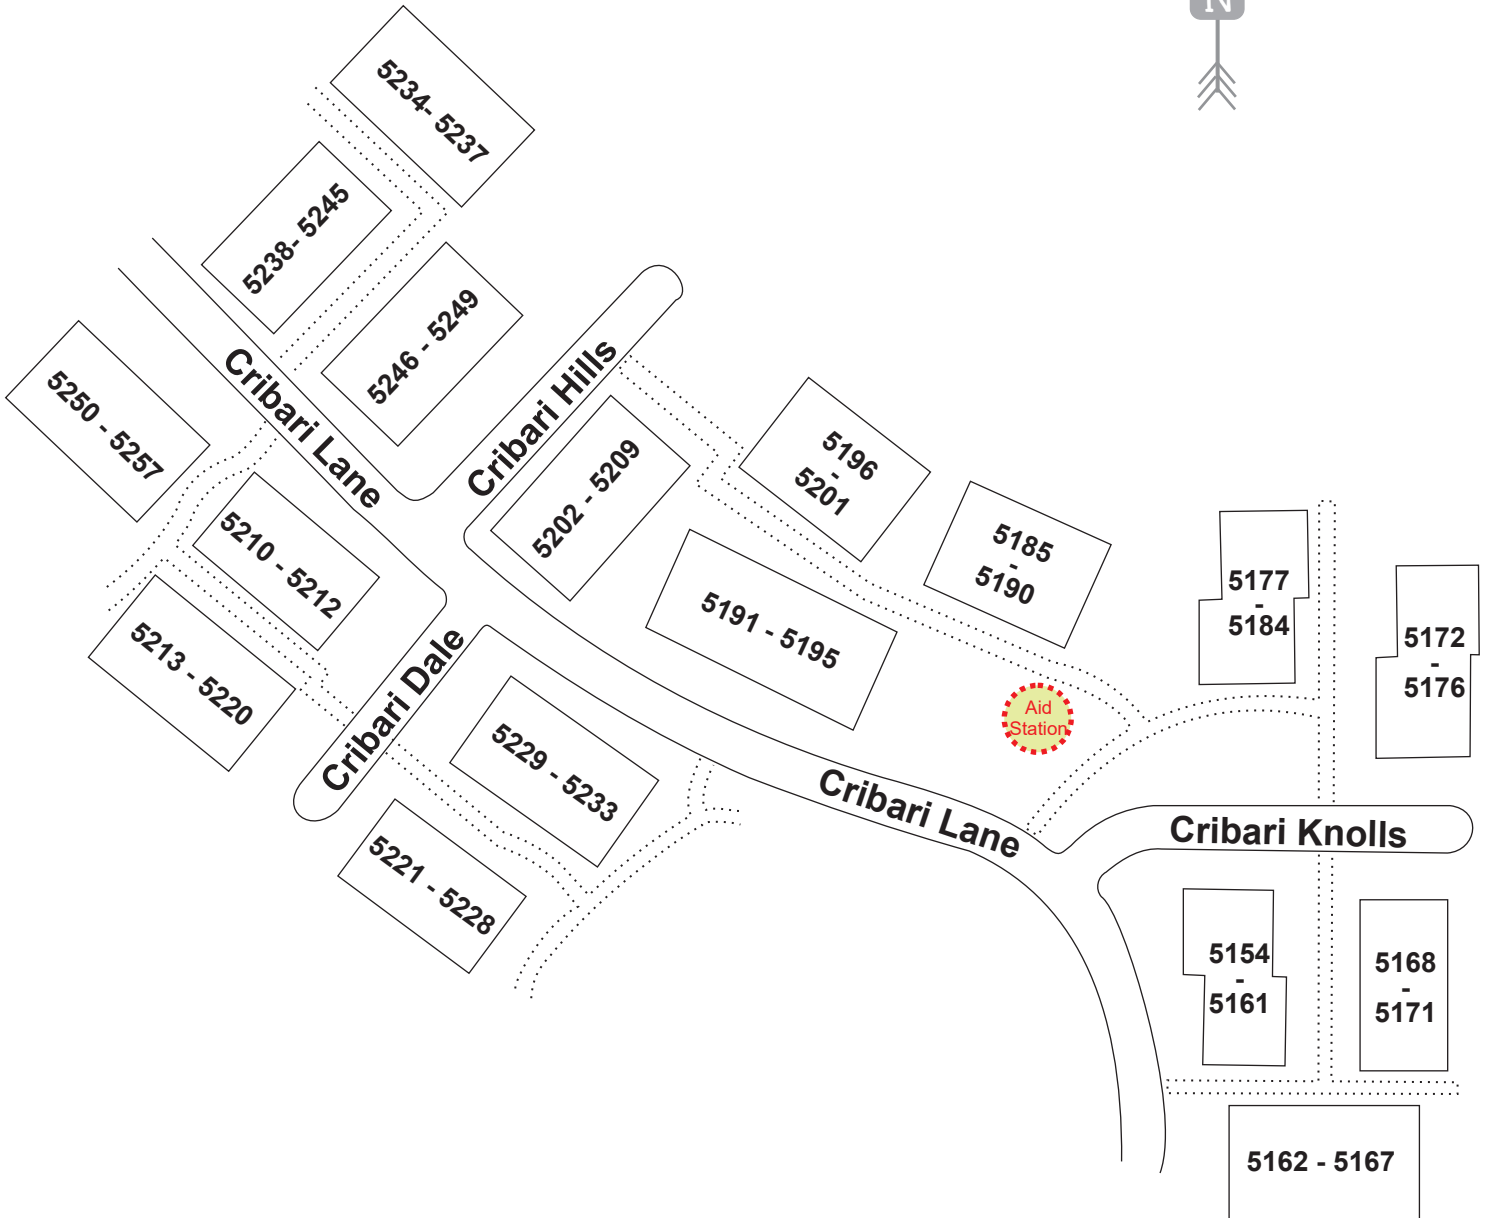 N
5234- 5237
5238- 5245
5246 - 5249
Cribari Hills
5250 - 5257
Cribari Lane
5202 - 5209
5196
-
5201
5185
-
5190
5177
-
5184
5172
-
5176
5210 - 5212
5191 - 5195
5213 - 5220
Cribari Dale
Aid
Station
5229 - 5233
Cribari Lane
Cribari Knolls
5221 - 5228
5154
-
5161
5168
-
5171
5162 - 5167